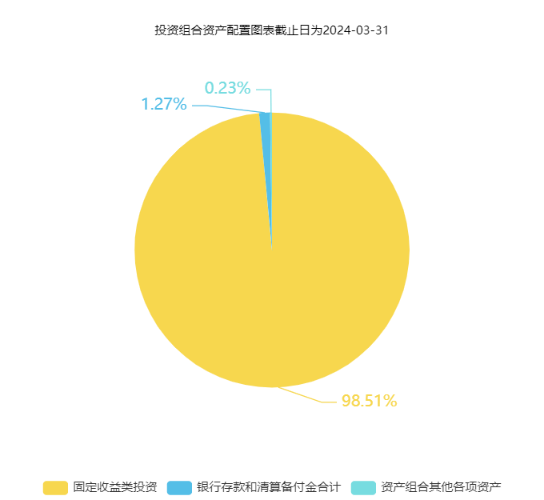 投资组合资产配置图表截止日为2024-03-31
0.23%
1.27%
98.51%
固定收益类投资
银行存款和清算备付金合计
资产组合其他各项资产